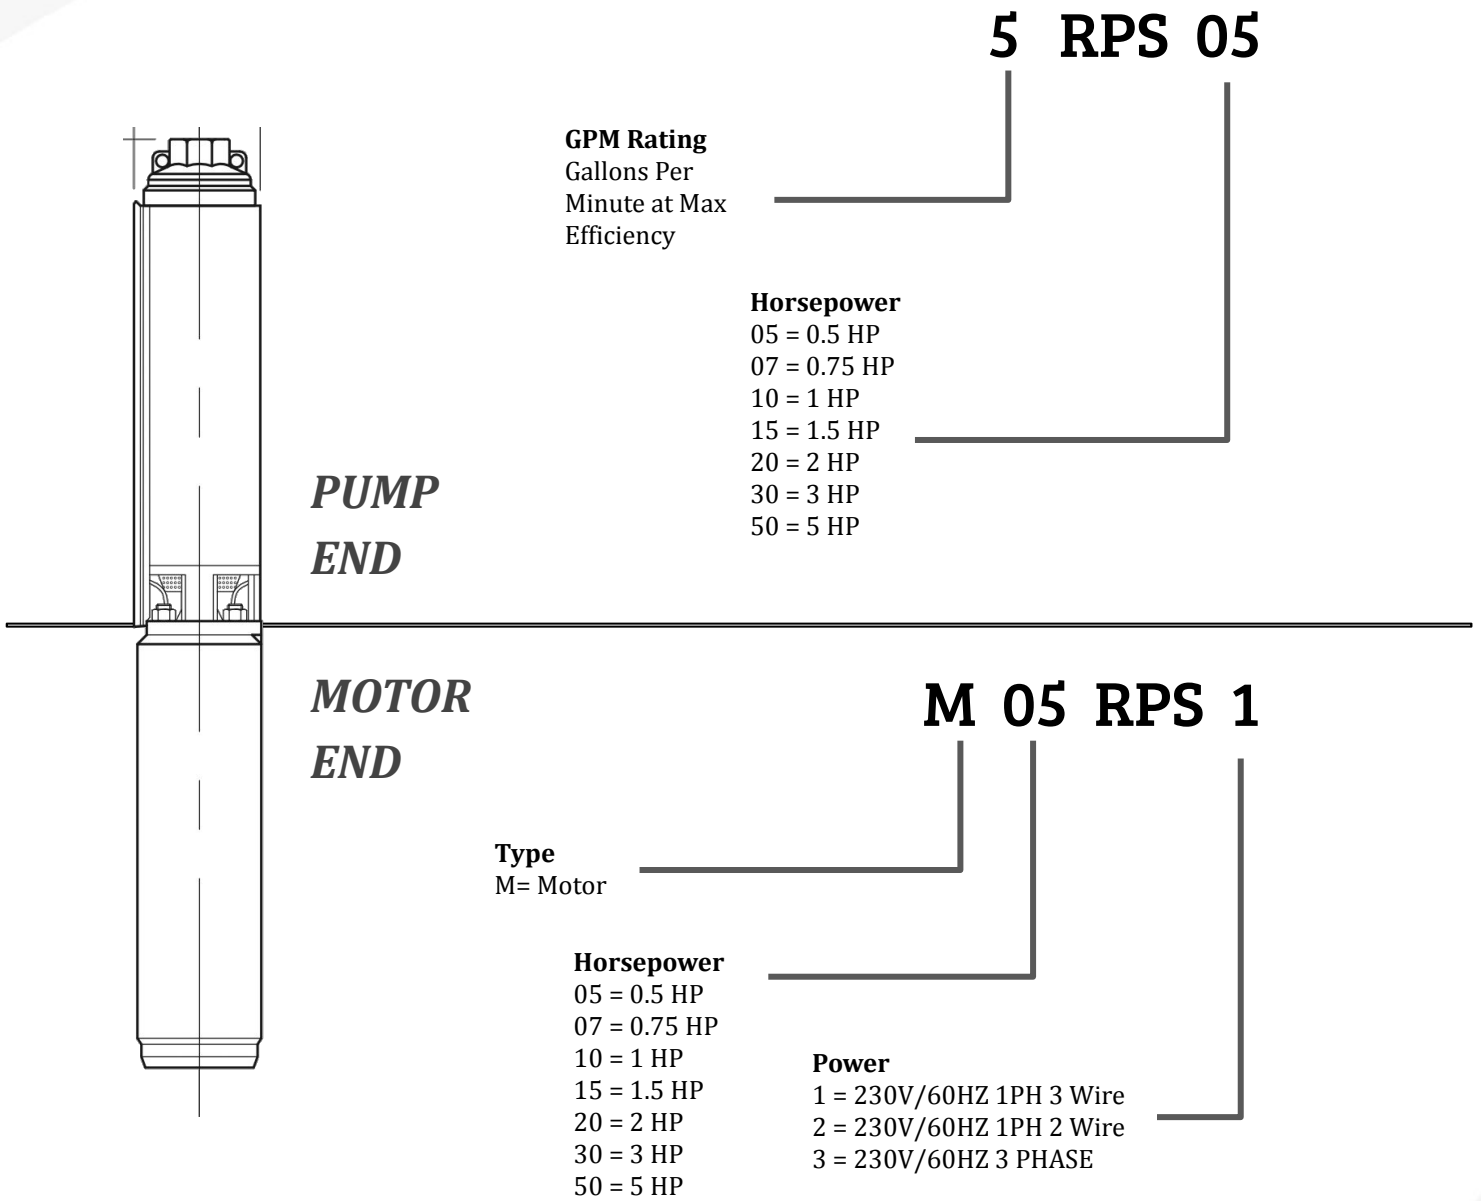 5 RPS 05
GPM Rating
Gallons Per
Minute at Max
Efficiency
Horsepower
05 = 0.5 HP
07 = 0.75 HP
10 = 1 HP
15 = 1.5 HP
20 = 2 HP
30 = 3 HP
50 = 5 HP
PUMP
END
MOTOR
END
M 05 RPS 1
Type
M= Motor
Horsepower
05 = 0.5 HP
07 = 0.75 HP
10 = 1 HP
15 = 1.5 HP
20 = 2 HP
30 = 3 HP
50 = 5 HP
Power
1 = 230V/60HZ 1PH 3 Wire
2 = 230V/60HZ 1PH 2 Wire
3 = 230V/60HZ 3 PHASE